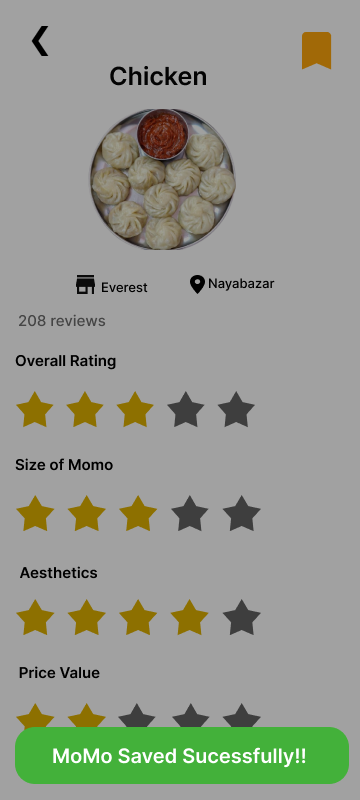 Chicken
Everest
Nayabazar
208 reviews
Overall Rating
Size of Momo
Aesthetics
Price Value
MoMo Saved Sucessfully!!